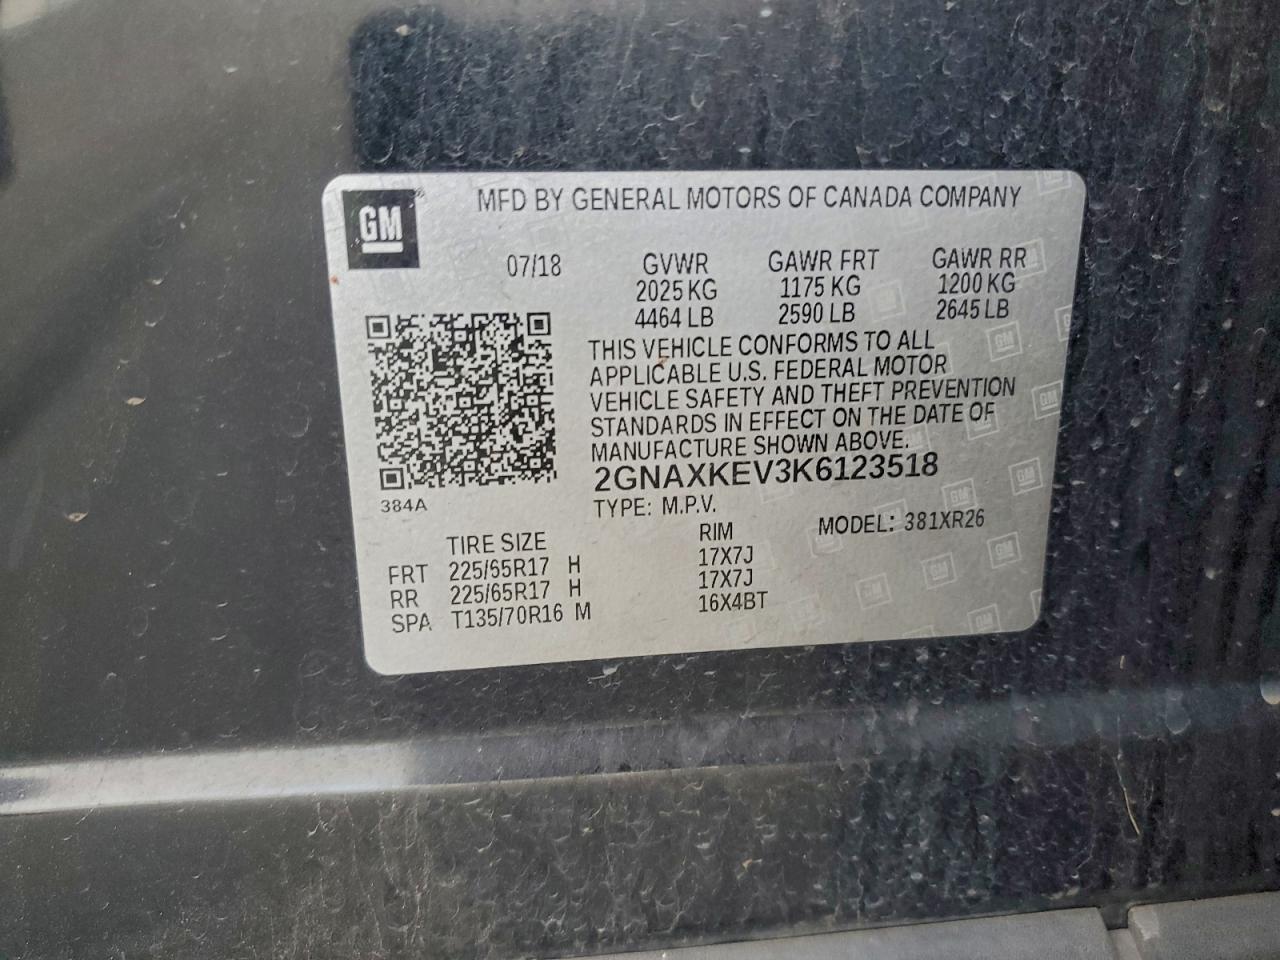 GM
MFD BY GENERAL MOTORS OF CANADA COMPANY
07/18 GVWR GAWR FRT GAWR RR
2025 KG 1175 KG 1200 KG
4464 LB 2590 LB 2645 LB
THIS VEHICLE CONFORMS TO ALL
APPLICABLE U.S. FEDERAL MOTOR
VEHICLE SAFETY AND THEFT PREVENTION
STANDARDS IN EFFECT ON THE DATE OF
MANUFACTURE SHOWN ABOVE.
2GNAXKEV3K6123518
384A
TYPE: M.P.V. MODEL: 381XR26
TIRE SIZE RIM
FRT 225/65R17 H 17X7J
RR 225/65R17 H 17X7J
SPA T135/70R16 M 16X4BT